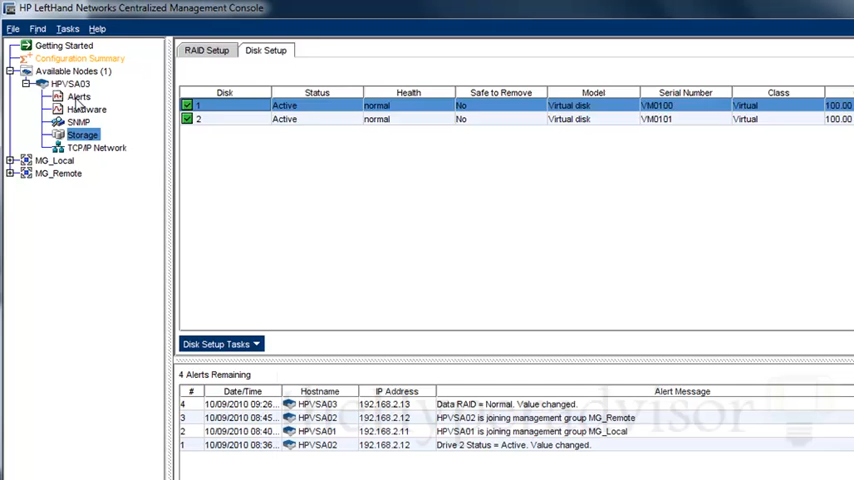 HP LeftHand Networks Centralized Management Console
File Find Tasks Help
Getting Started
Configuration Summary
Available Nodes (1)
HPVSA03
Alerts
Hardware
SNMP
Storage
TCP/IP Network
MG_Local
MG_Remote
RAID Setup Disk Setup
Disk Status Health Safe to Remove Model Serial Number Class
1 Active normal No Virtual disk VM0100 Virtual 100.00
2 Active normal No Virtual disk VM0101 Virtual 100.00
Disk Setup Tasks
4 Alerts Remaining
# Date/Time Hostname IP Address Alert Message
4 10/09/2010 09:26... HPVSA03 192.168.2.13 Data RAID = Normal. Value changed.
3 10/09/2010 08:45... HPVSA02 192.168.2.12 HPVSA02 is joining management group MG_Remote
2 10/09/2010 08:40... HPVSA01 192.168.2.11 HPVSA01 is joining management group MG_Local
1 10/09/2010 08:36... HPVSA02 192.168.2.12 Drive 2 Status = Active. Value changed.